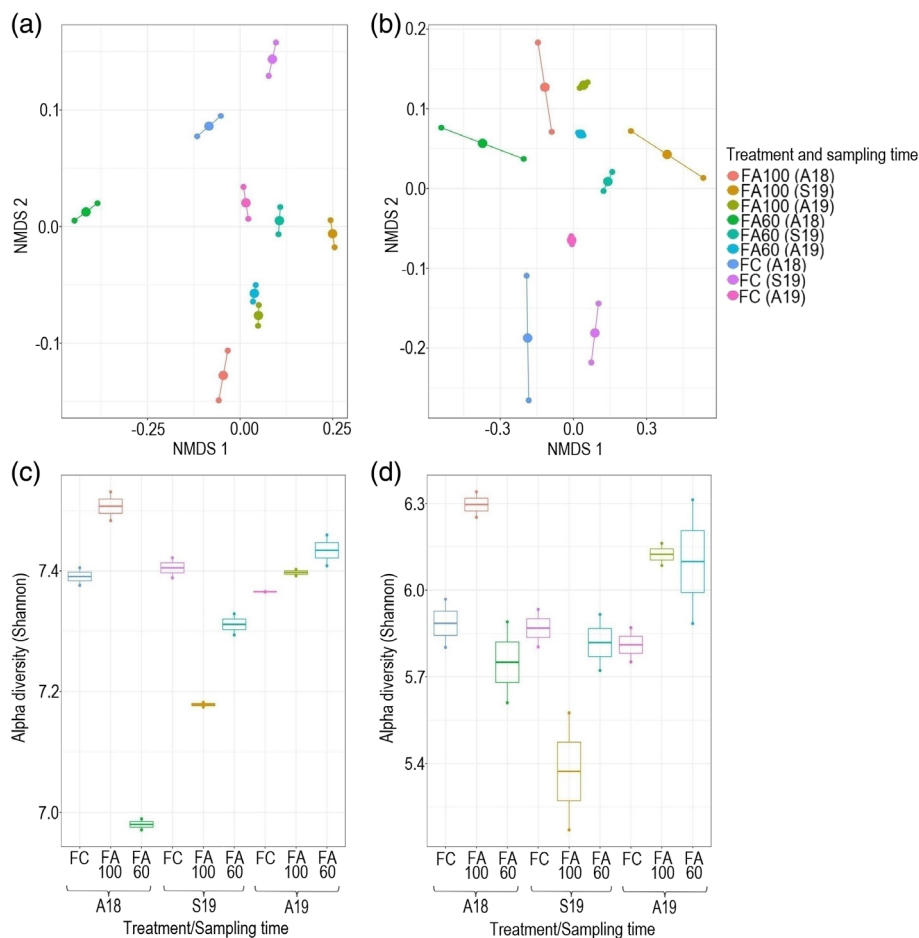 (a)
NMDS 2
0.1
0.0
-0.1
-0.25
0.00
0.25
NMDS 1
(b)
NMDS 2
0.2
0.1
0.0
-0.1
-0.2
-0.3
0.0
0.3
NMDS 1
Treatment and sampling time
FA100 (A18)
FA100 (S19)
FA100 (A19)
FA60 (A18)
FA60 (S19)
FA60 (A19)
FC (A18)
FC (S19)
FC (A19)
(c)
Alpha diversity (Shannon)
7.4
7.2
7.0
FC FA FA FC FA FA FC FA FA
100 60 100 60 100 60
A18 S19 A19
Treatment/Sampling time
(d)
Alpha diversity (Shannon)
6.3
6.0
5.7
5.4
FC FA FA FC FA FA FC FA FA
100 60 100 60 100 60
A18 S19 A19
Treatment/Sampling time